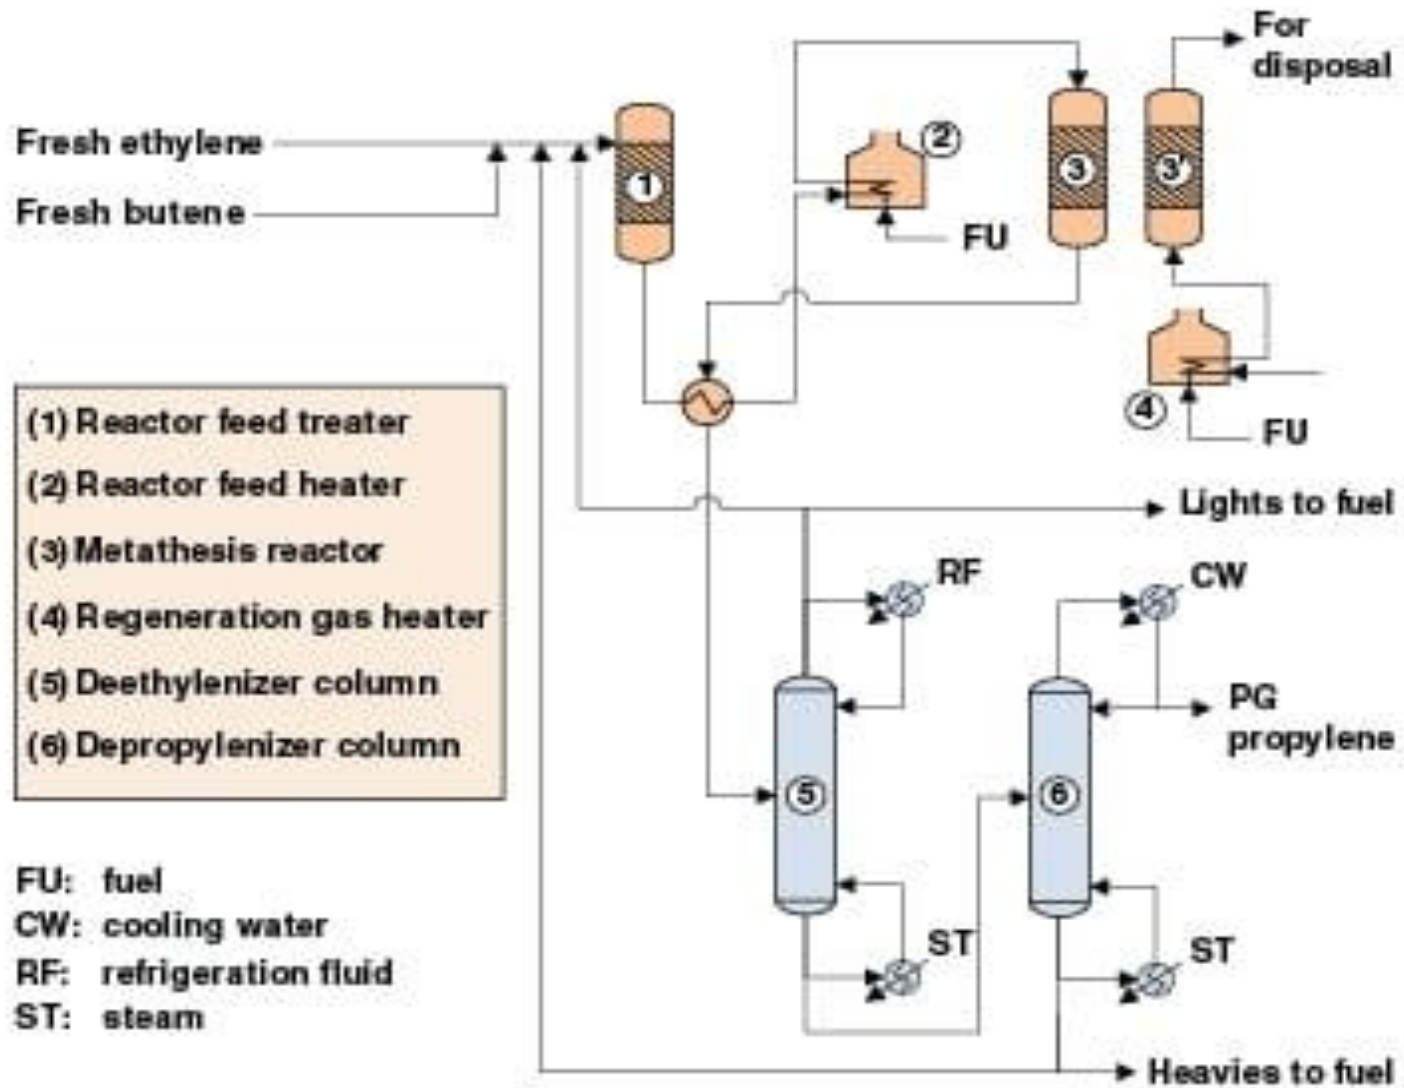 For
disposal
Fresh ethylene
2
1
3
3'
Fresh butene
FU
4
FU
(1) Reactor feed treater
(2) Reactor feed heater
(3) Metathesis reactor
(4) Regeneration gas heater
(5) Deethylenizer column
(6) Depropylenizer column
Lights to fuel
RF
CW
PG
propylene
5
6
ST
ST
FU: fuel
CW: cooling water
RF: refrigeration fluid
ST: steam
Heavies to fuel